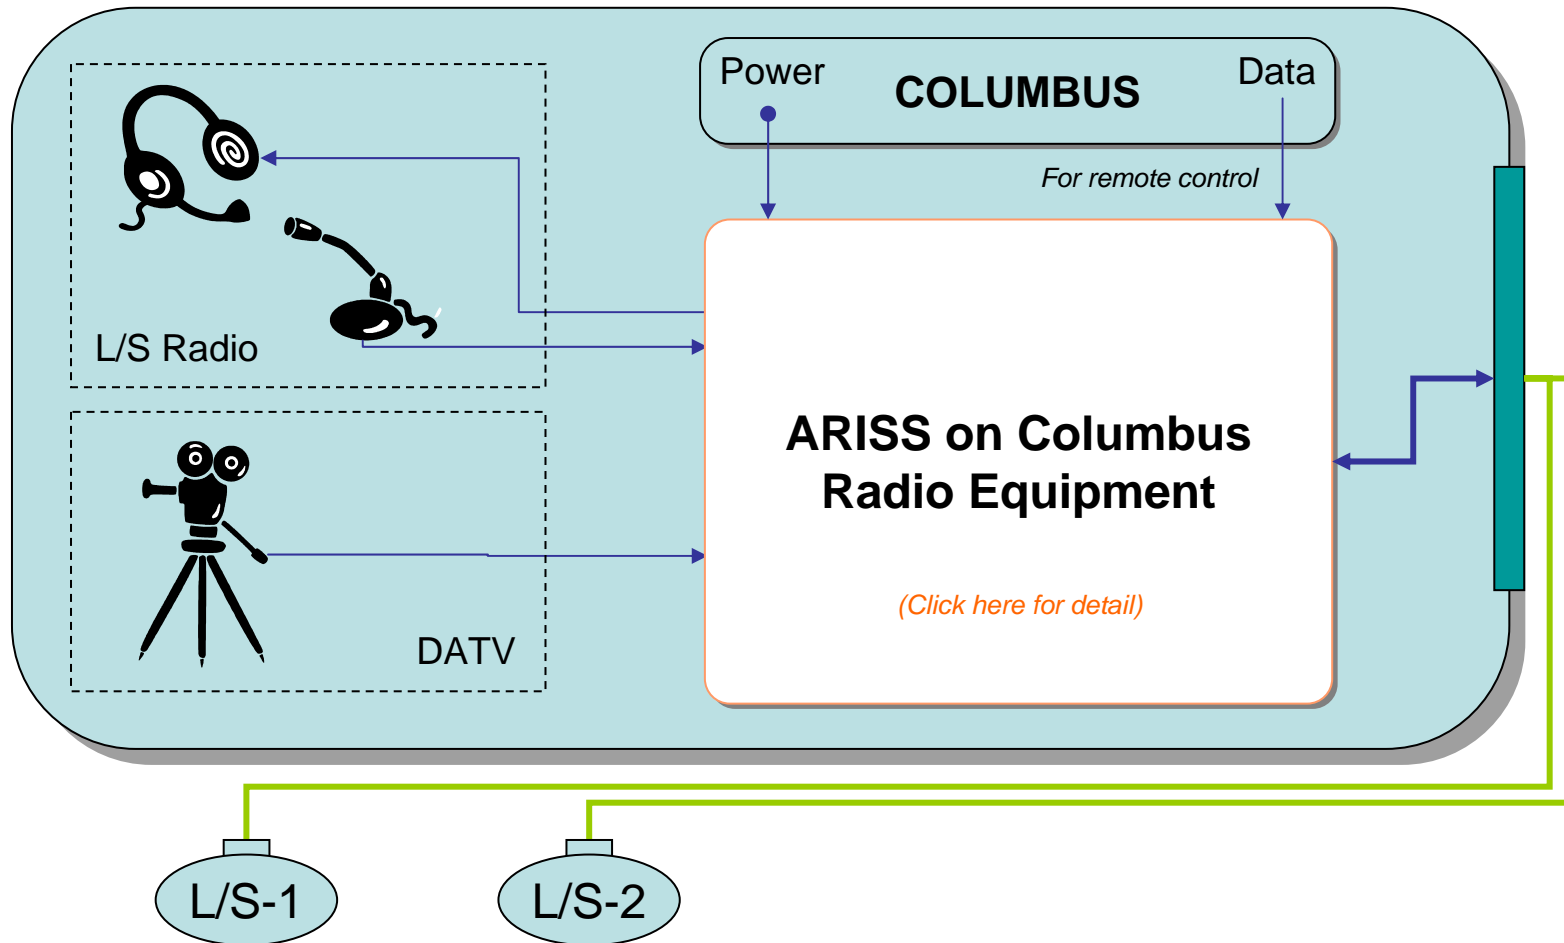 Power
COLUMBUS
Data
For remote control
L/S Radio
ARISS on Columbus
Radio Equipment
(Click here for detail)
DATV
L/S-1
L/S-2